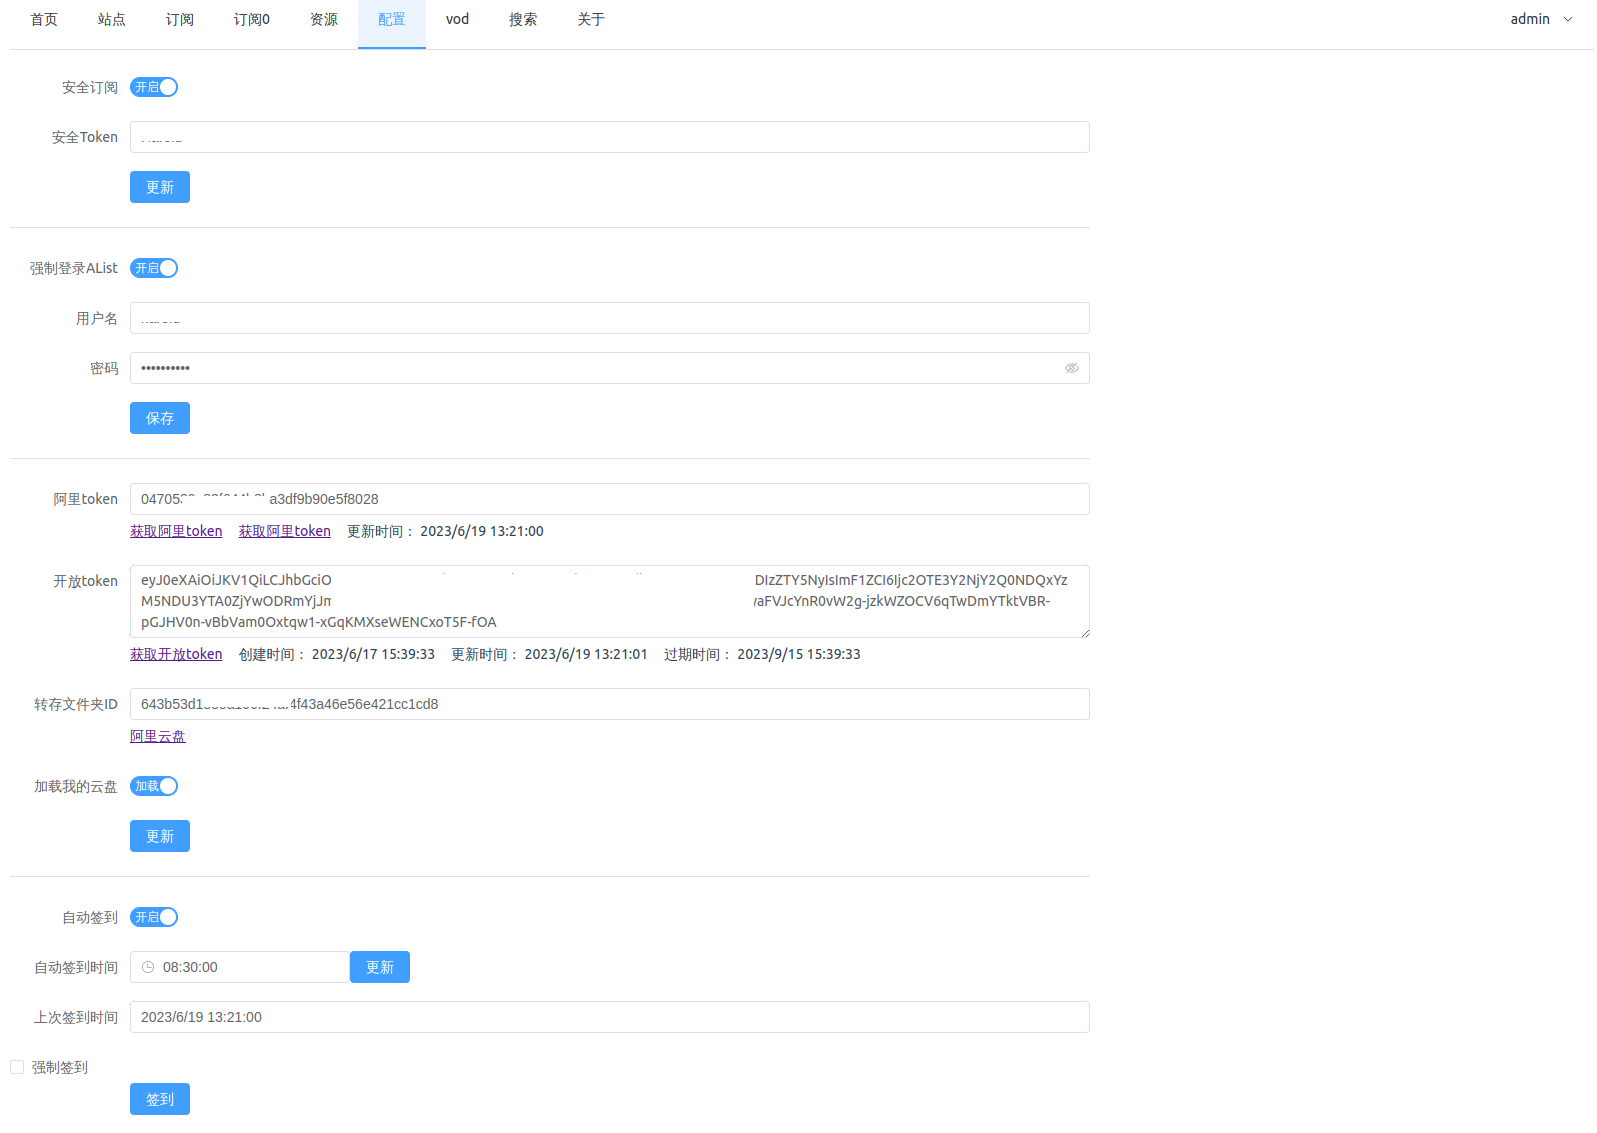 首页 站点 订阅 订阅0 资源 配置 vod 搜索 关于 admin
安全订阅 开启
安全Token
更新
强制登录AList 开启
用户名
密码 ••••••••••
保存
阿里token 04705 a3df9b90e5f8028
获取阿里token 获取阿里token 更新时间： 2023/6/19 13:21:00
开放token eyJ0eXAiOiJKV1QiLCJhbGciO DIzZTY5NyIsImF1ZCI6Ijc2OTE3Y2NjY2Q0NDQxYz
M5NDU3YTA0ZjYwODRmYjJ aFVJcYnR0vW2g-jzkWZOCV6qTwDmYTktVBR-
pGJHV0n-vBbVam0Oxtqw1-xGqKMXseWENCxoT5F-fOA
获取开放token 创建时间： 2023/6/17 15:39:33 更新时间： 2023/6/19 13:21:01 过期时间： 2023/9/15 15:39:33
转存文件夹ID 643b53d1 4f43a46e56e421cc1cd8
阿里云盘
加载我的云盘 加载
更新
自动签到 开启
自动签到时间 08:30:00 更新
上次签到时间 2023/6/19 13:21:00
强制签到
签到